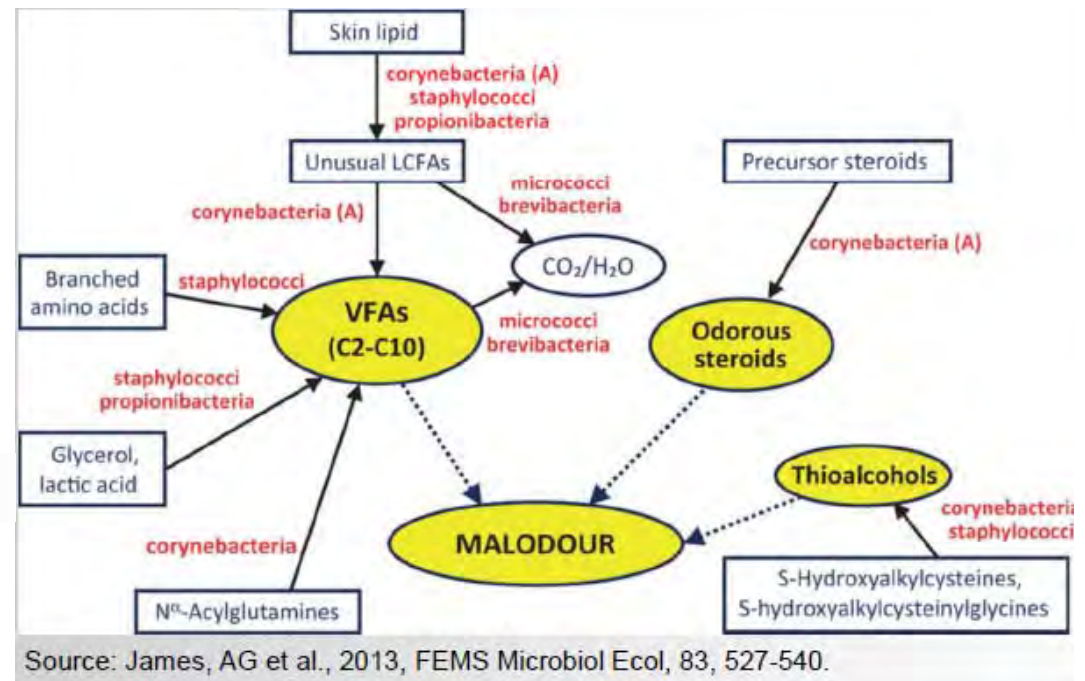 Skin lipid
corynebacteria (A)
staphylococci
propionibacteria
Unusual LCFAs
Precursor steroids
micrococci
brevibacteria
corynebacteria (A)
corynebacteria (A)
Branched
amino acids
staphylococci
CO₂/H₂O
VFAs
(C2-C10)
micrococci
brevibacteria
Odorous
steroids
staphylococci
propionibacteria
Glycerol,
lactic acid
Thioalcohols
corynebacteria
staphylococci
MALODOUR
corynebacteria
S-Hydroxyalkylcysteines,
S-hydroxyalkylcysteinylglycines
Nᵅ-Acylglutamines
Source: James, AG et al., 2013, FEMS Microbiol Ecol, 83, 527-540.